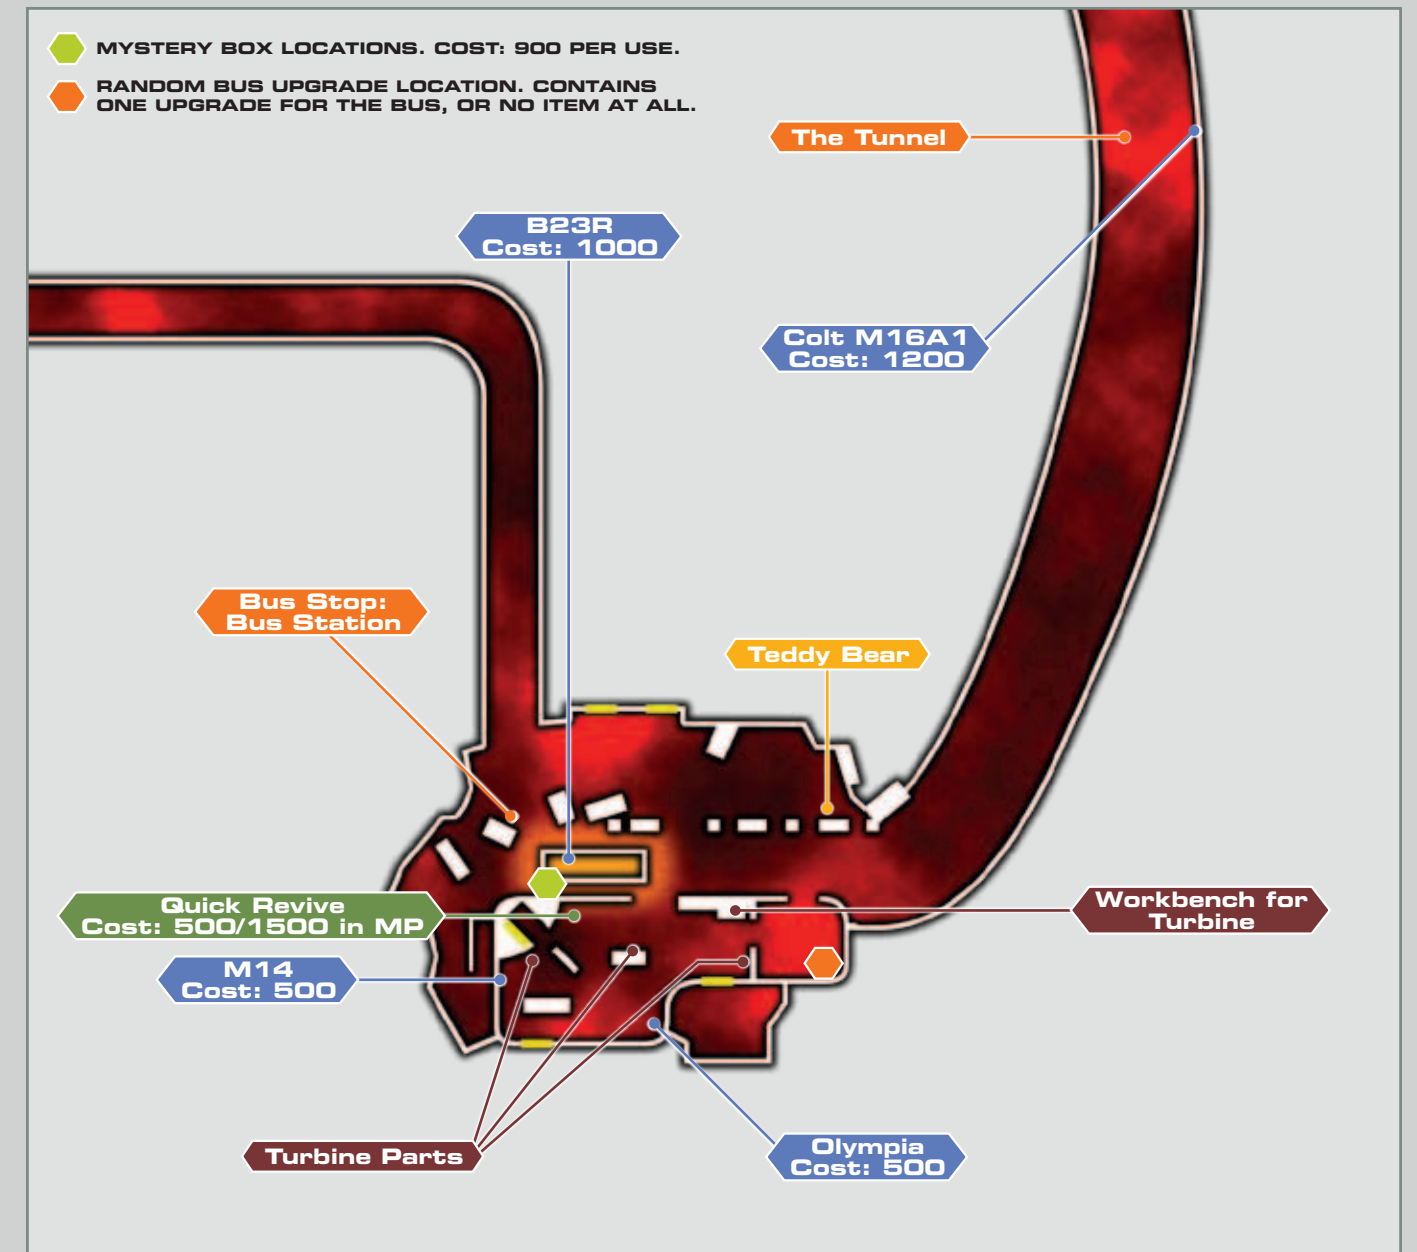 MYSTERY BOX LOCATIONS. COST: 900 PER USE.
RANDOM BUS UPGRADE LOCATION. CONTAINS
ONE UPGRADE FOR THE BUS, OR NO ITEM AT ALL.
The Tunnel
B23R
Cost: 1000
Colt M16A1
Cost: 1200
Bus Stop:
Bus Station
Teddy Bear
Quick Revive
Cost: 500/1500 in MP
Workbench for
Turbine
M14
Cost: 500
Turbine Parts
Olympia
Cost: 500